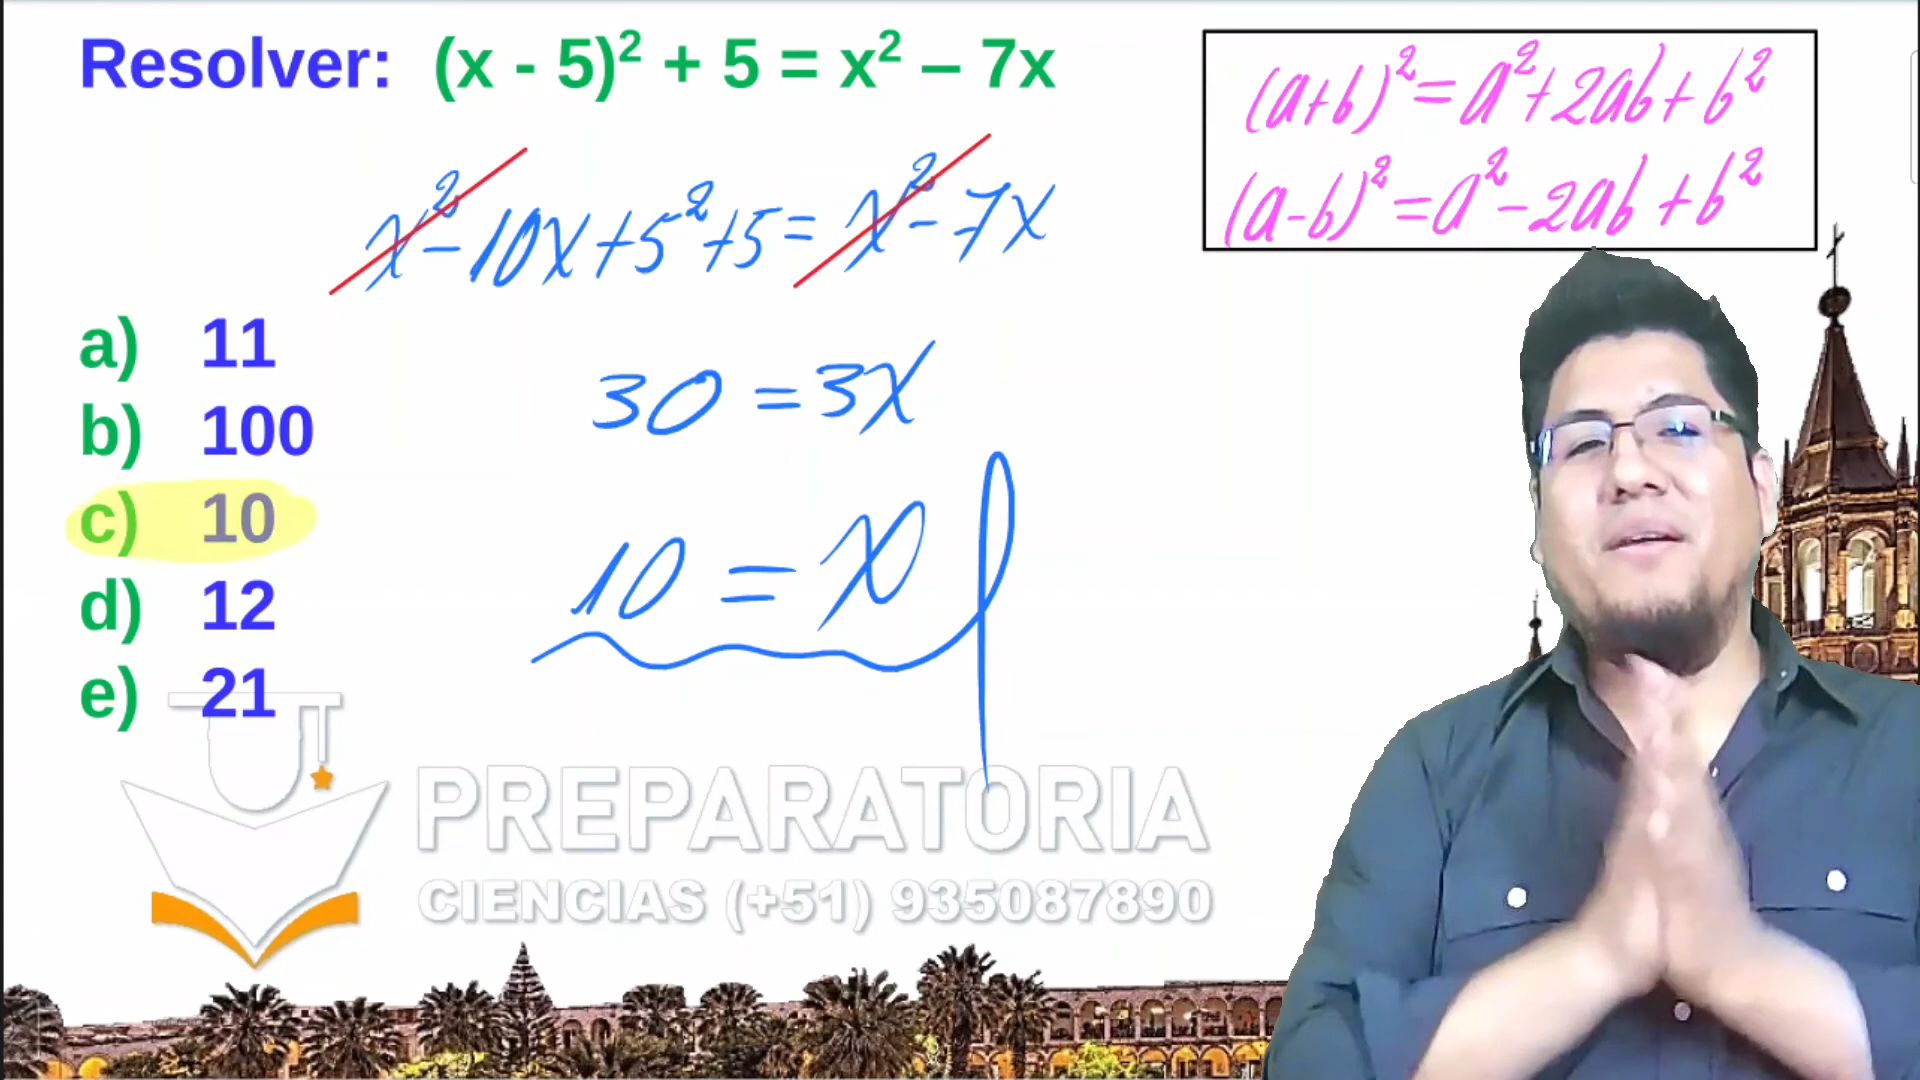 Resolver: (x - 5)² + 5 = x² – 7x
(a+b)²=a²+2ab+b²
(a-b)²=a²-2ab+b²
x²-10x+5²+5=x²-7x
a) 11
30=3x
b) 100
c) 10
10=x
d) 12
e) 21
PREPARATORIA
CIENCIAS (+51) 935087890